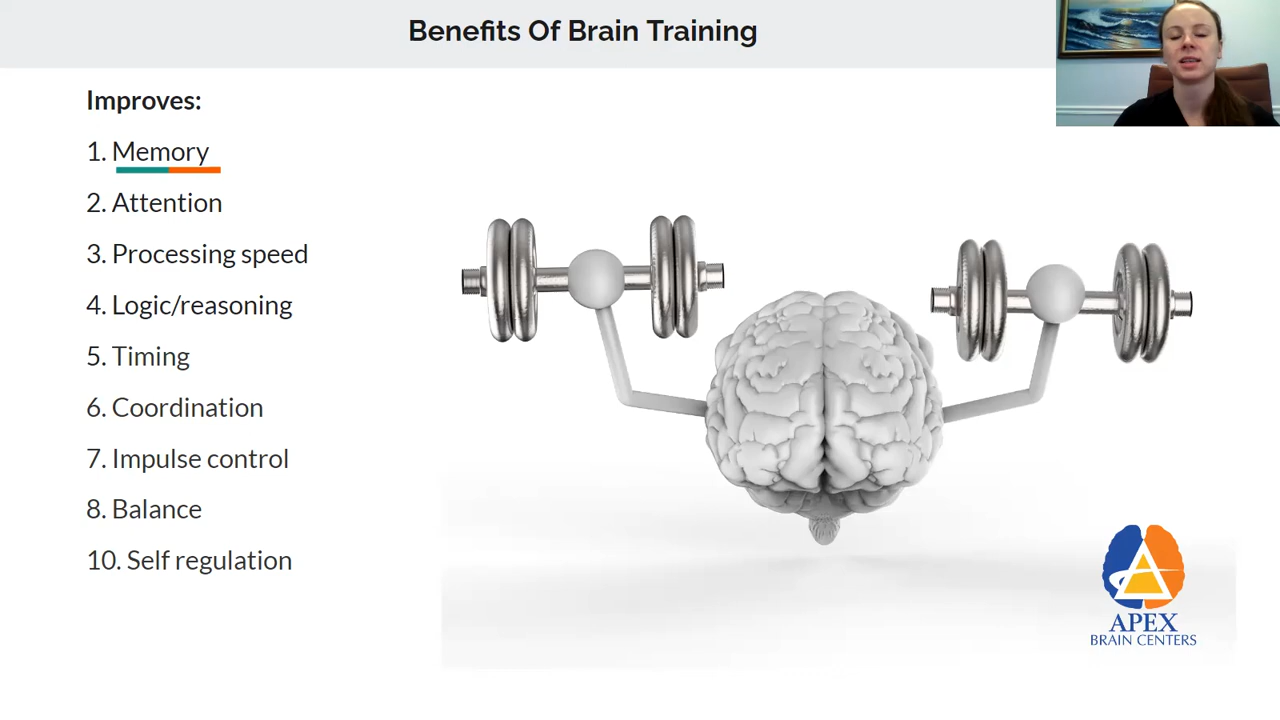 Benefits Of Brain Training
Improves:
1. Memory
2. Attention
3. Processing speed
4. Logic/reasoning
5. Timing
6. Coordination
7. Impulse control
8. Balance
10. Self regulation
APEX
BRAIN CENTERS